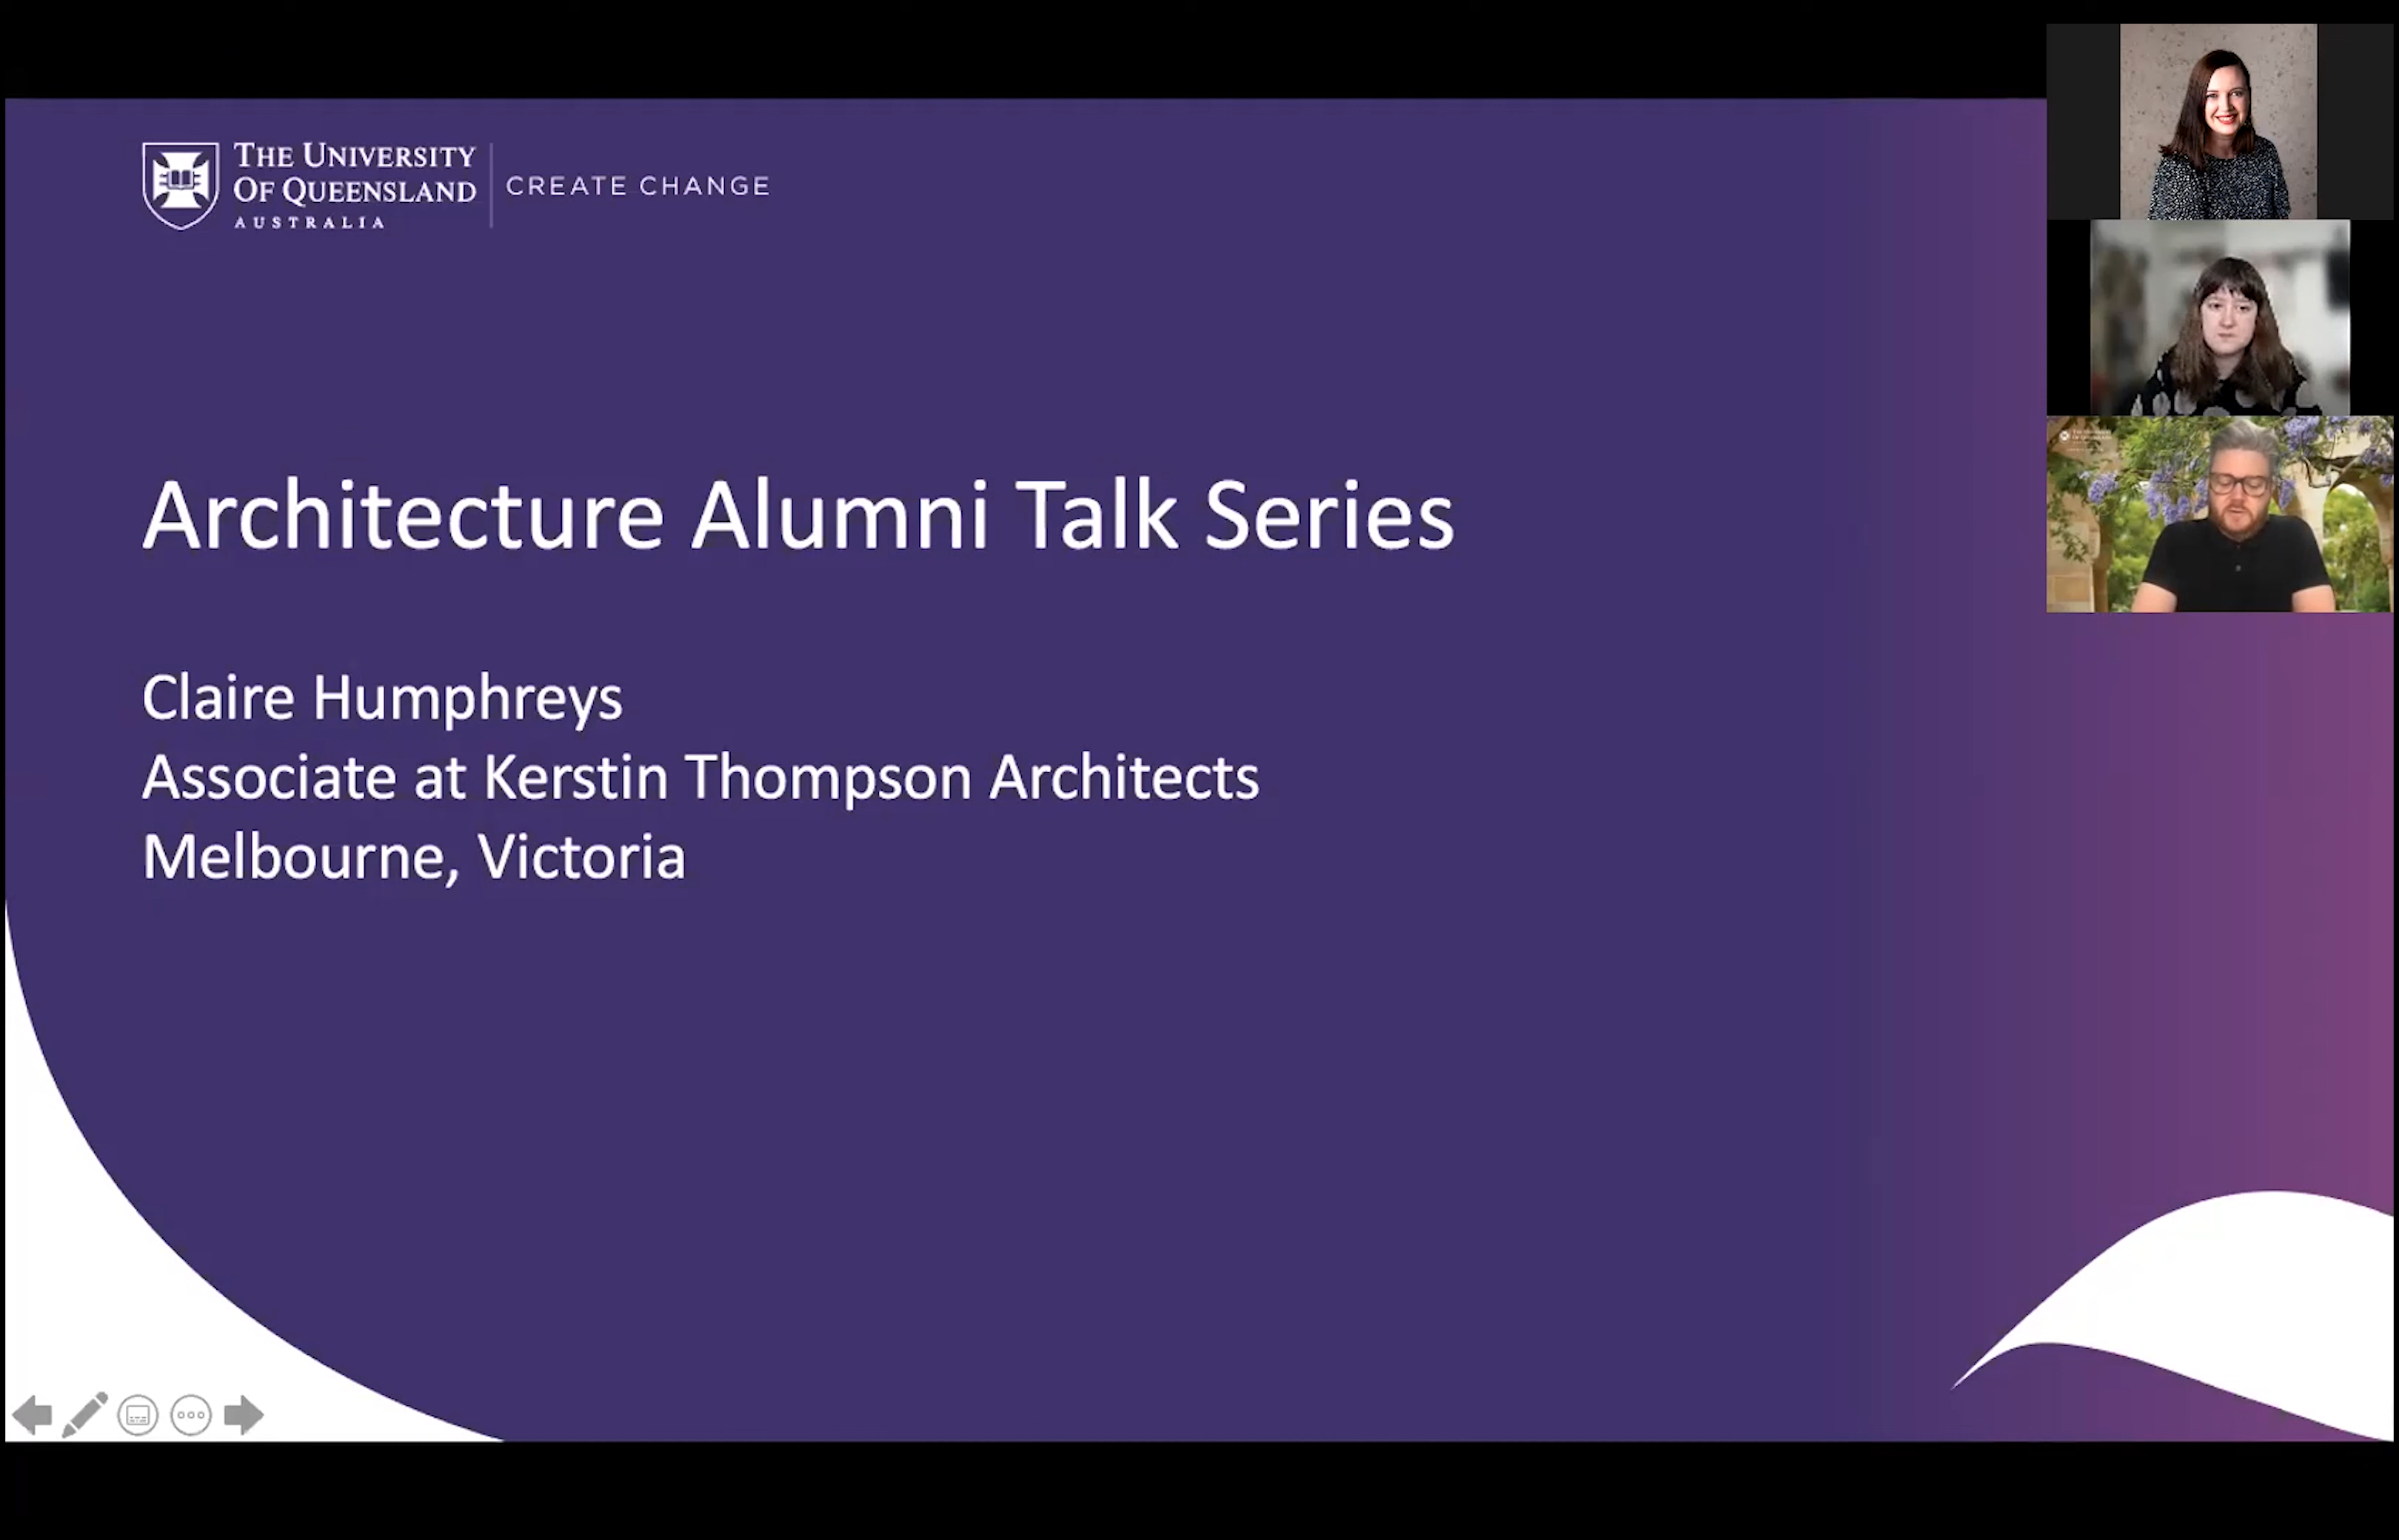 THE UNIVERSITY
OF QUEENSLAND
AUSTRALIA
CREATE CHANGE
Architecture Alumni Talk Series
Claire Humphreys
Associate at Kerstin Thompson Architects
Melbourne, Victoria